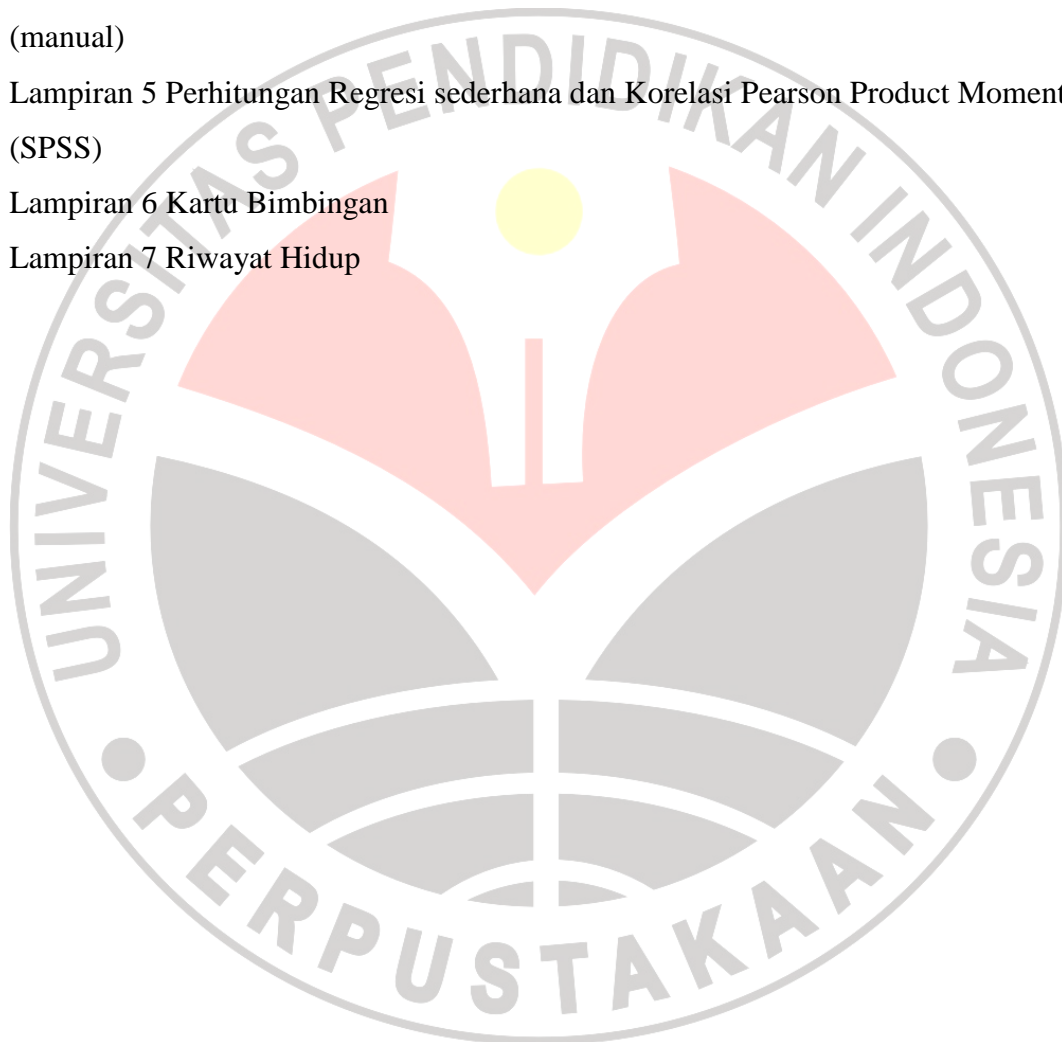 (manual)
Lampiran 5 Perhitungan Regresi sederhana dan Korelasi Pearson Product Moment
(SPSS)
Lampiran 6 Kartu Bimbingan
Lampiran 7 Riwayat Hidup
UNIVERSITAS PENDIDIKAN INDONESIA
PERPUSTAKAAN